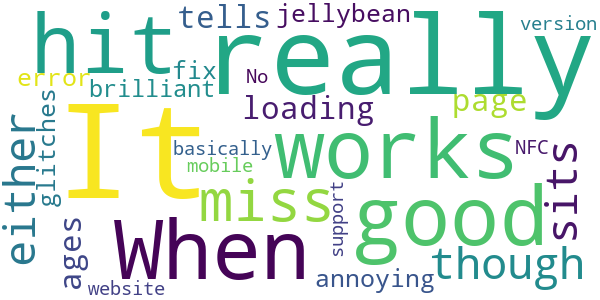 tells
jellybean
version
hit
really
error
fix
No
brilliant
loading
page
It
works
either
glitches
basically
NFC
mobile
miss
good
sits
When
ages
support
though
annoying
website